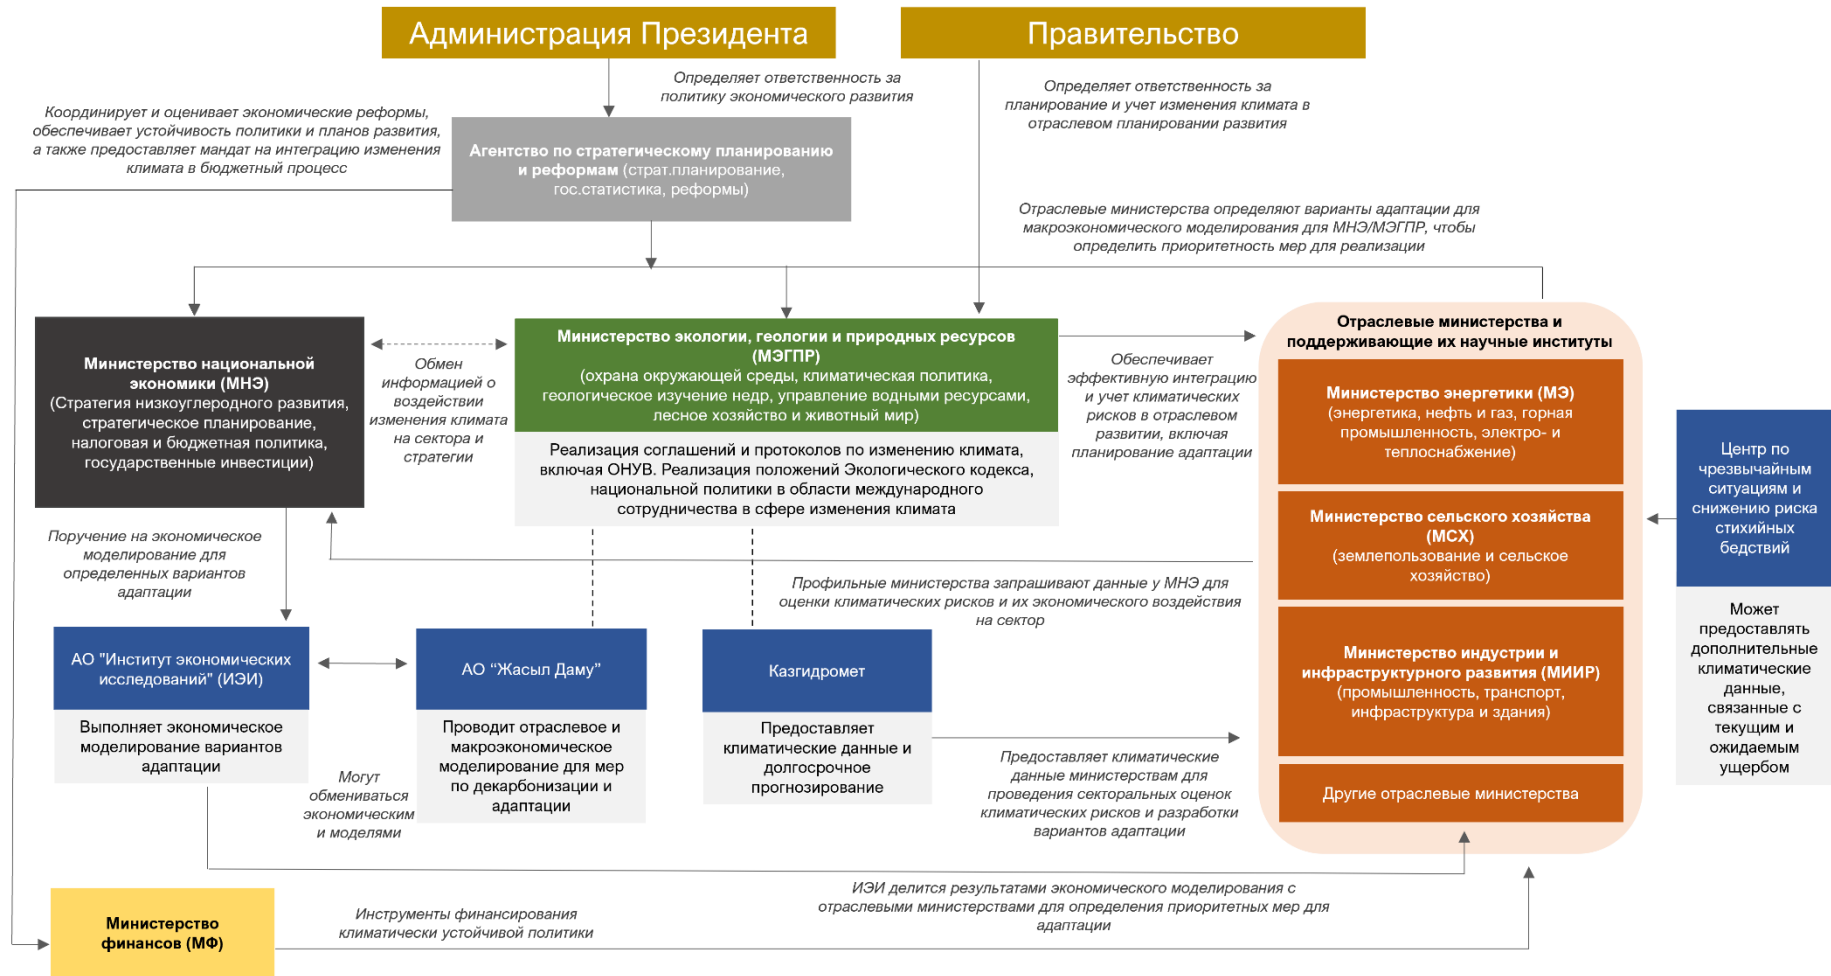 Администрация Президента
Правительство
Определяет ответственность за
политику экономического развития
Определяет ответственность за
планирование и учет изменения климата в
отраслевом планировании развития
Координирует и оценивает экономические реформы,
обеспечивает устойчивость политики и планов развития,
а также предоставляет мандат на интеграцию изменения
климата в бюджетный процесс
Агентство по стратегическому планированию
и реформам (страт.планирование,
гос.статистика, реформы)
Отраслевые министерства определяют варианты адаптации для
макроэкономического моделирования для МНЭ/МЭГПР, чтобы
определить приоритетность мер для реализации
Министерство национальной
экономики (МНЭ)
(Стратегия низкоуглеродного развития,
стратегическое планирование,
налоговая и бюджетная политика,
государственные инвестиции)
Обмен
информацией о
воздействии
изменения климата
на сектора и
стратегии
Министерство экологии, геологии и природных ресурсов
(МЭГПР)
(охрана окружающей среды, климатическая политика,
геологическое изучение недр, управление водными ресурсами,
лесное хозяйство и животный мир)
Реализация соглашений и протоколов по изменению климата,
включая ОНУВ. Реализация положений Экологического кодекса,
национальной политики в области международного
сотрудничества в сфере изменения климата
Обеспечивает
эффективную интеграцию
и учет климатических
рисков в отраслевом
развитии, включая
планирование адаптации
Отраслевые министерства и
поддерживающие их научные институты
Министерство энергетики (МЭ)
(энергетика, нефть и газ, горная
промышленность, электро- и
теплоснабжение)
Министерство сельского хозяйства
(МСХ)
(землепользование и сельское
хозяйство)
Министерство индустрии и
инфраструктурного развития (МИИР)
(промышленность, транспорт,
инфраструктура и здания)
Другие отраслевые министерства
Центр по
чрезвычайным
ситуациям и
снижению риска
стихийных
бедствий
Может
предоставлять
дополнительные
климатические
данные,
связанные с
текущим и
ожидаемым
ущербом
Поручение на экономическое
моделирование для
определенных вариантов
адаптации
Профильные министерства запрашивают данные у МНЭ для
оценки климатических рисков и их экономического воздействия
на сектор
АО "Институт экономических
исследований" (ИЭИ)
Выполняет экономическое
моделирование вариантов
адаптации
Могут
обмениваться
экономическим
и моделями
АО “Жасыл Даму”
Проводит отраслевое и
макроэкономическое
моделирование для мер
по декарбонизации и
адаптации
Казгидромет
Предоставляет
климатические данные и
долгосрочное
прогнозирование
Предоставляет климатические
данные министерствам для
проведения секторальных оценок
климатических рисков и разработки
вариантов адаптации
ИЭИ делится результатами экономического моделирования с
отраслевыми министерствами для определения приоритетных мер для
адаптации
Министерство
финансов (МФ)
Инструменты финансирования
климатически устойчивой политики